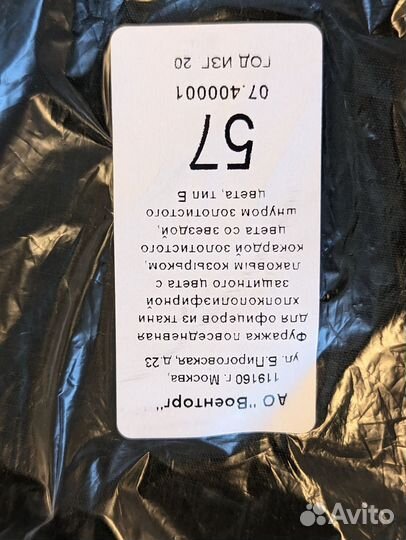 АО "Военторг"
119160 г. Москва,
ул. Б.Пироговская, д.23
Фуражка повседневная
для офицеров из ткани
хлопкополиэфирной
защитного цвета с
лаковым козырьком,
кокардой золотистого
цвета со звездой,
шнуром золотистого
цвета, тип Б
57
07.400001
ГОД ИЗГ 20
Avito